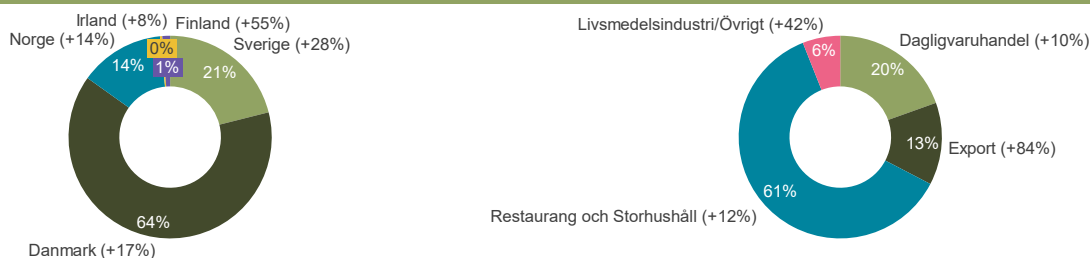 Irland (+8%)
Finland (+55%)
Norge (+14%)
Sverige (+28%)
0%
1%
14%
21%
64%
Danmark (+17%)
Livsmedelsindustri/Övrigt (+42%)
Dagligvaruhandel (+10%)
6%
20%
13%
Export (+84%)
61%
Restaurang och Storhushåll (+12%)